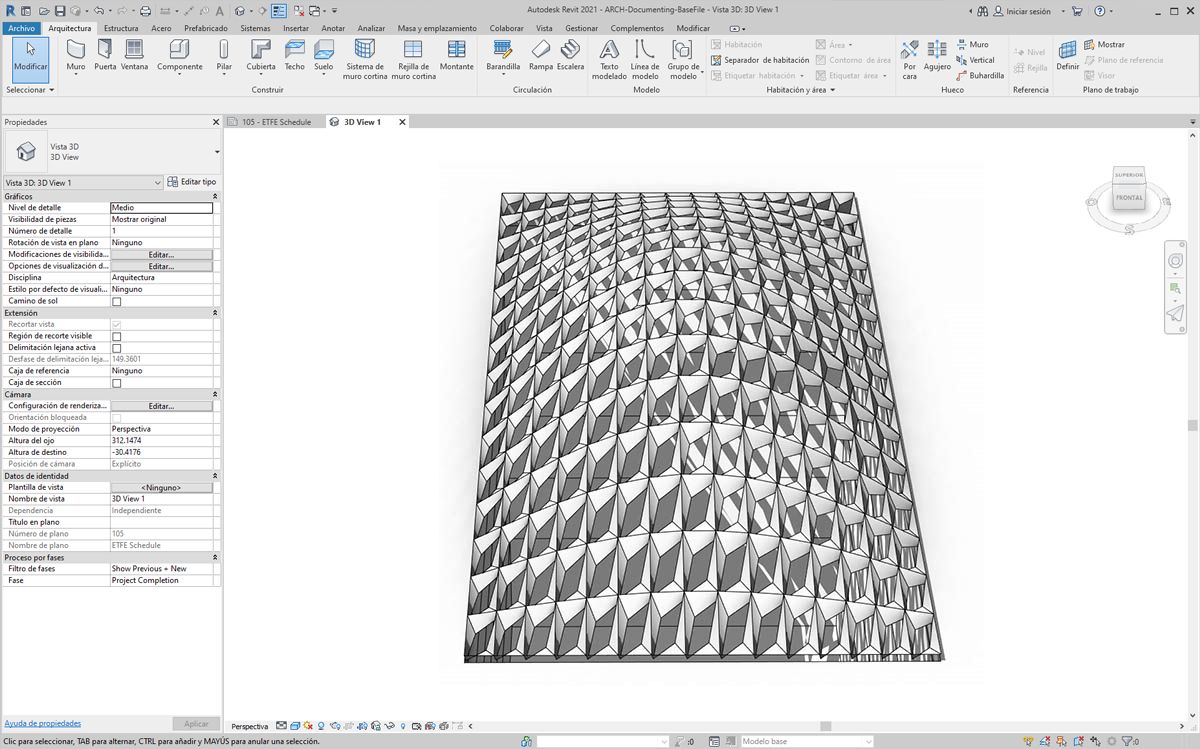 Autodesk Revit 2021 - ARCH-Documenting-BaseFile - Vista 3D: 3D View 1
Iniciar sesión
Archivo Arquitectura Estructura Acero Prefabricado Sistemas Insertar Anotar Analizar Masa y emplazamiento Colaborar Vista Gestionar Complementos Modificar
Modificar
Muro Puerta Ventana Componente Pilar Cubierta Techo Suelo Sistema de muro cortina Rejilla de muro cortina Montante
Barandilla Rampa Escalera
Texto modelado Línea de modelo Grupo de modelo
Habitación
Separador de habitación
Etiquetar habitación
Área
Contorno de área
Etiquetar área
Por cara Agujero
Muro
Vertical
Buhardilla
Nivel
Rejilla
Definir
Mostrar
Plano de referencia
Visor
Seleccionar Construir Circulación Modelo Habitación y área Hueco Referencia Plano de trabajo
Propiedades
105 - ETFE Schedule
3D View 1
Vista 3D
3D View
Vista 3D: 3D View 1 Editar tipo
Gráficos
Nivel de detalle Medio
Visibilidad de piezas Mostrar original
Número de detalle 1
Rotación de vista en plano Ninguno
Modificaciones de visibilida... Editar...
Opciones de visualización d... Editar...
Disciplina Arquitectura
Estilo por defecto de visuali... Ninguno
Camino de sol
Extensión
Recortar vista
Región de recorte visible
Delimitación lejana activa
Desfase de delimitación leja... 149.3601
Caja de referencia Ninguno
Caja de sección
Cámara
Configuración de renderiza... Editar...
Orientación bloqueada
Modo de proyección Perspectiva
Altura del ojo 312.1474
Altura de destino -30.4176
Posición de cámara Explícito
Datos de identidad
Plantilla de vista <Ninguno>
Nombre de vista 3D View 1
Dependencia Independiente
Título en plano
Número de plano 105
Nombre de plano ETFE Schedule
Proceso por fases
Filtro de fases Show Previous + New
Fase Project Completion
SUPERIOR
FRONTAL
S
Ayuda de propiedades Aplicar
Perspectiva
Clic para seleccionar, TAB para alternar, CTRL para añadir y MAYÚS para anular una selección.
:0
Modelo base
:0